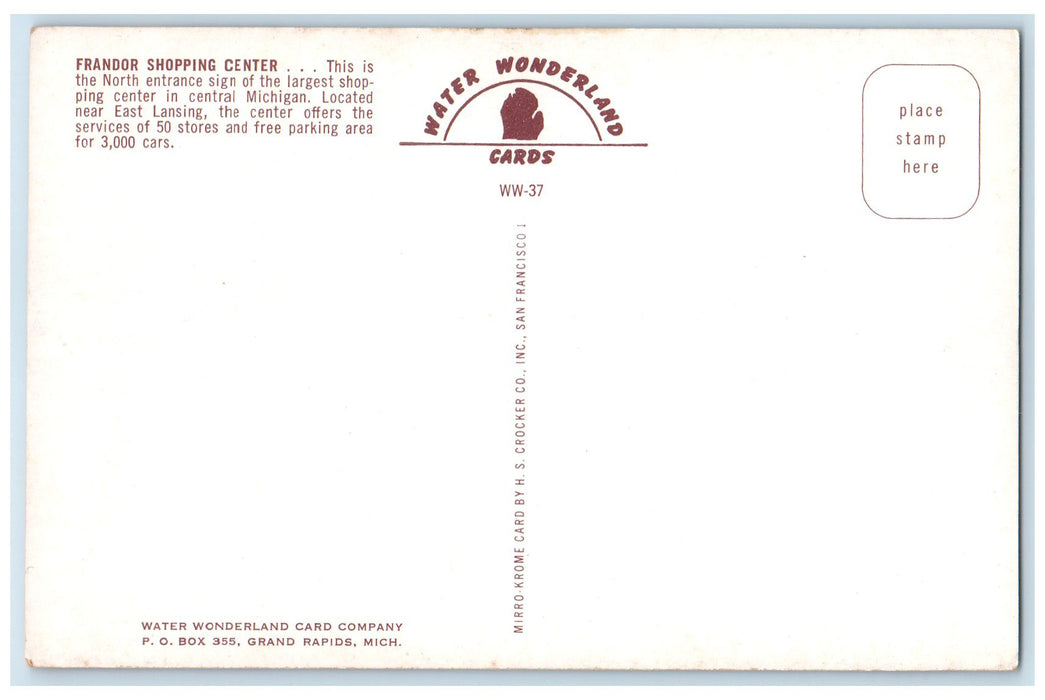 FRANDOR SHOPPING CENTER . . . This is
the North entrance sign of the largest shop-
ping center in central Michigan. Located
near East Lansing, the center offers the
services of 50 stores and free parking area
for 3,000 cars.
WATER WONDERLAND
CARDS
WW-37
place
stamp
here
MIRRO-KROME CARD BY H. S. CROCKER CO., INC., SAN FRANCISCO 1
WATER WONDERLAND CARD COMPANY
P. O. BOX 355, GRAND RAPIDS, MICH.